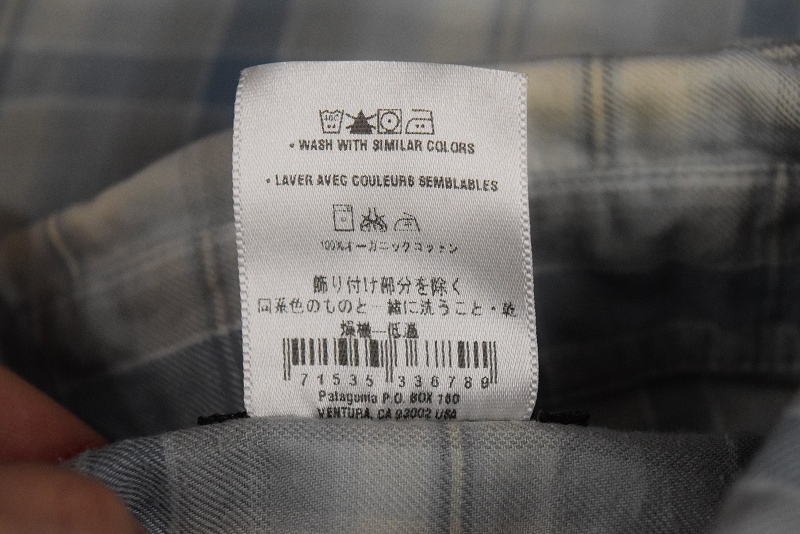 40C
• WASH WITH SIMILAR COLORS
• LAVER AVEC COULEURS SEMBLABLES
100%オーガニックコットン
飾り付け部分を除く
同系色のものと一緒に洗うこと・乾
燥機―低温
71535 336789
Patagonia P.O. BOX 150
VENTURA, CA 93002 USA